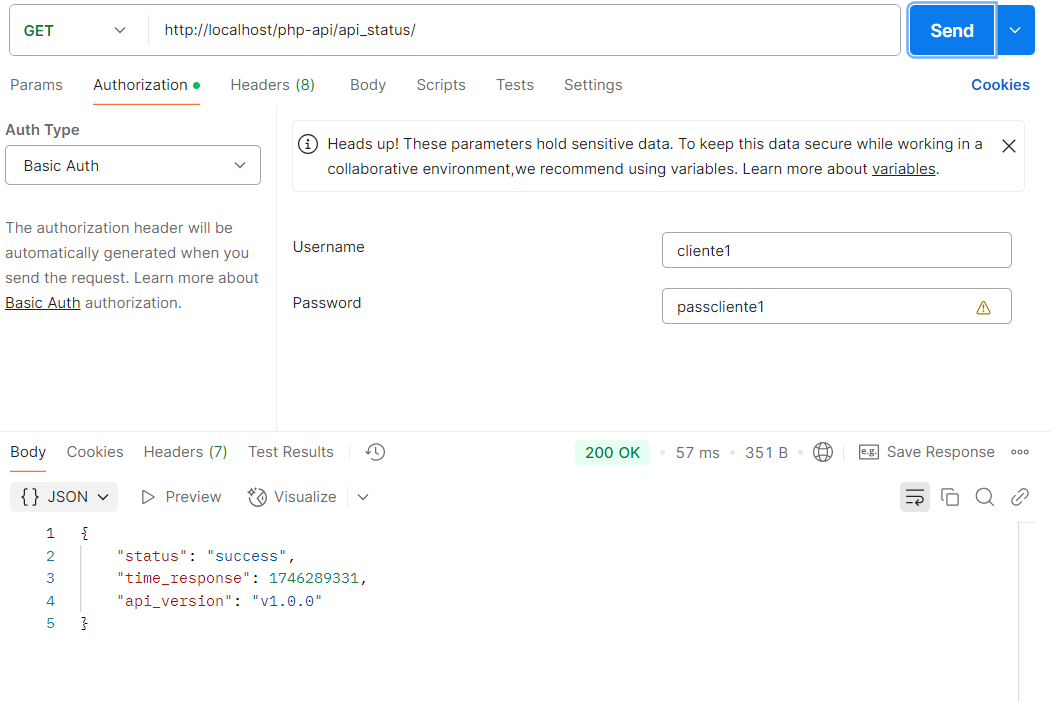 GET http://localhost/php-api/api_status/ Send
Params Authorization Headers (8) Body Scripts Tests Settings Cookies
Auth Type
Basic Auth
The authorization header will be
automatically generated when you
send the request. Learn more about
Basic Auth authorization.
Heads up! These parameters hold sensitive data. To keep this data secure while working in a
collaborative environment,we recommend using variables. Learn more about variables.
Username cliente1
Password passcliente1
Body Cookies Headers (7) Test Results 200 OK 57 ms 351 B e.g. Save Response
{} JSON Preview Visualize
1 {
2 "status": "success",
3 "time_response": 1746289331,
4 "api_version": "v1.0.0"
5 }